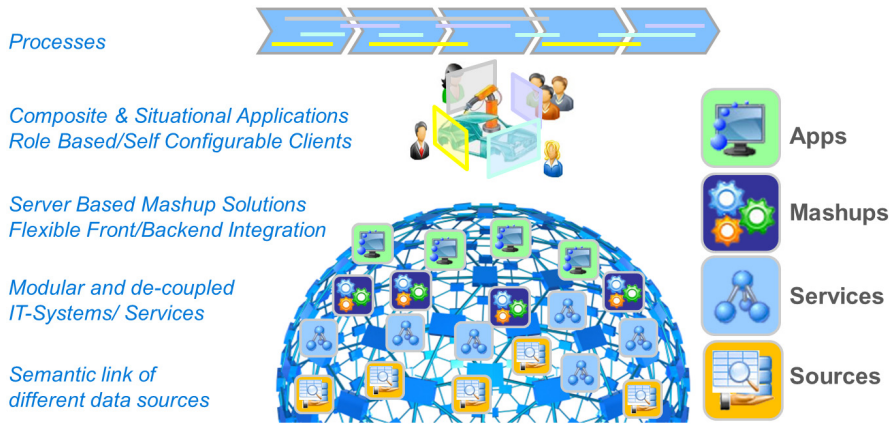 Processes
Composite & Situational Applications
Role Based/Self Configurable Clients
Apps
Server Based Mashup Solutions
Flexible Front/Backend Integration
Mashups
Modular and de-coupled
IT-Systems/ Services
Services
Semantic link of
different data sources
Sources